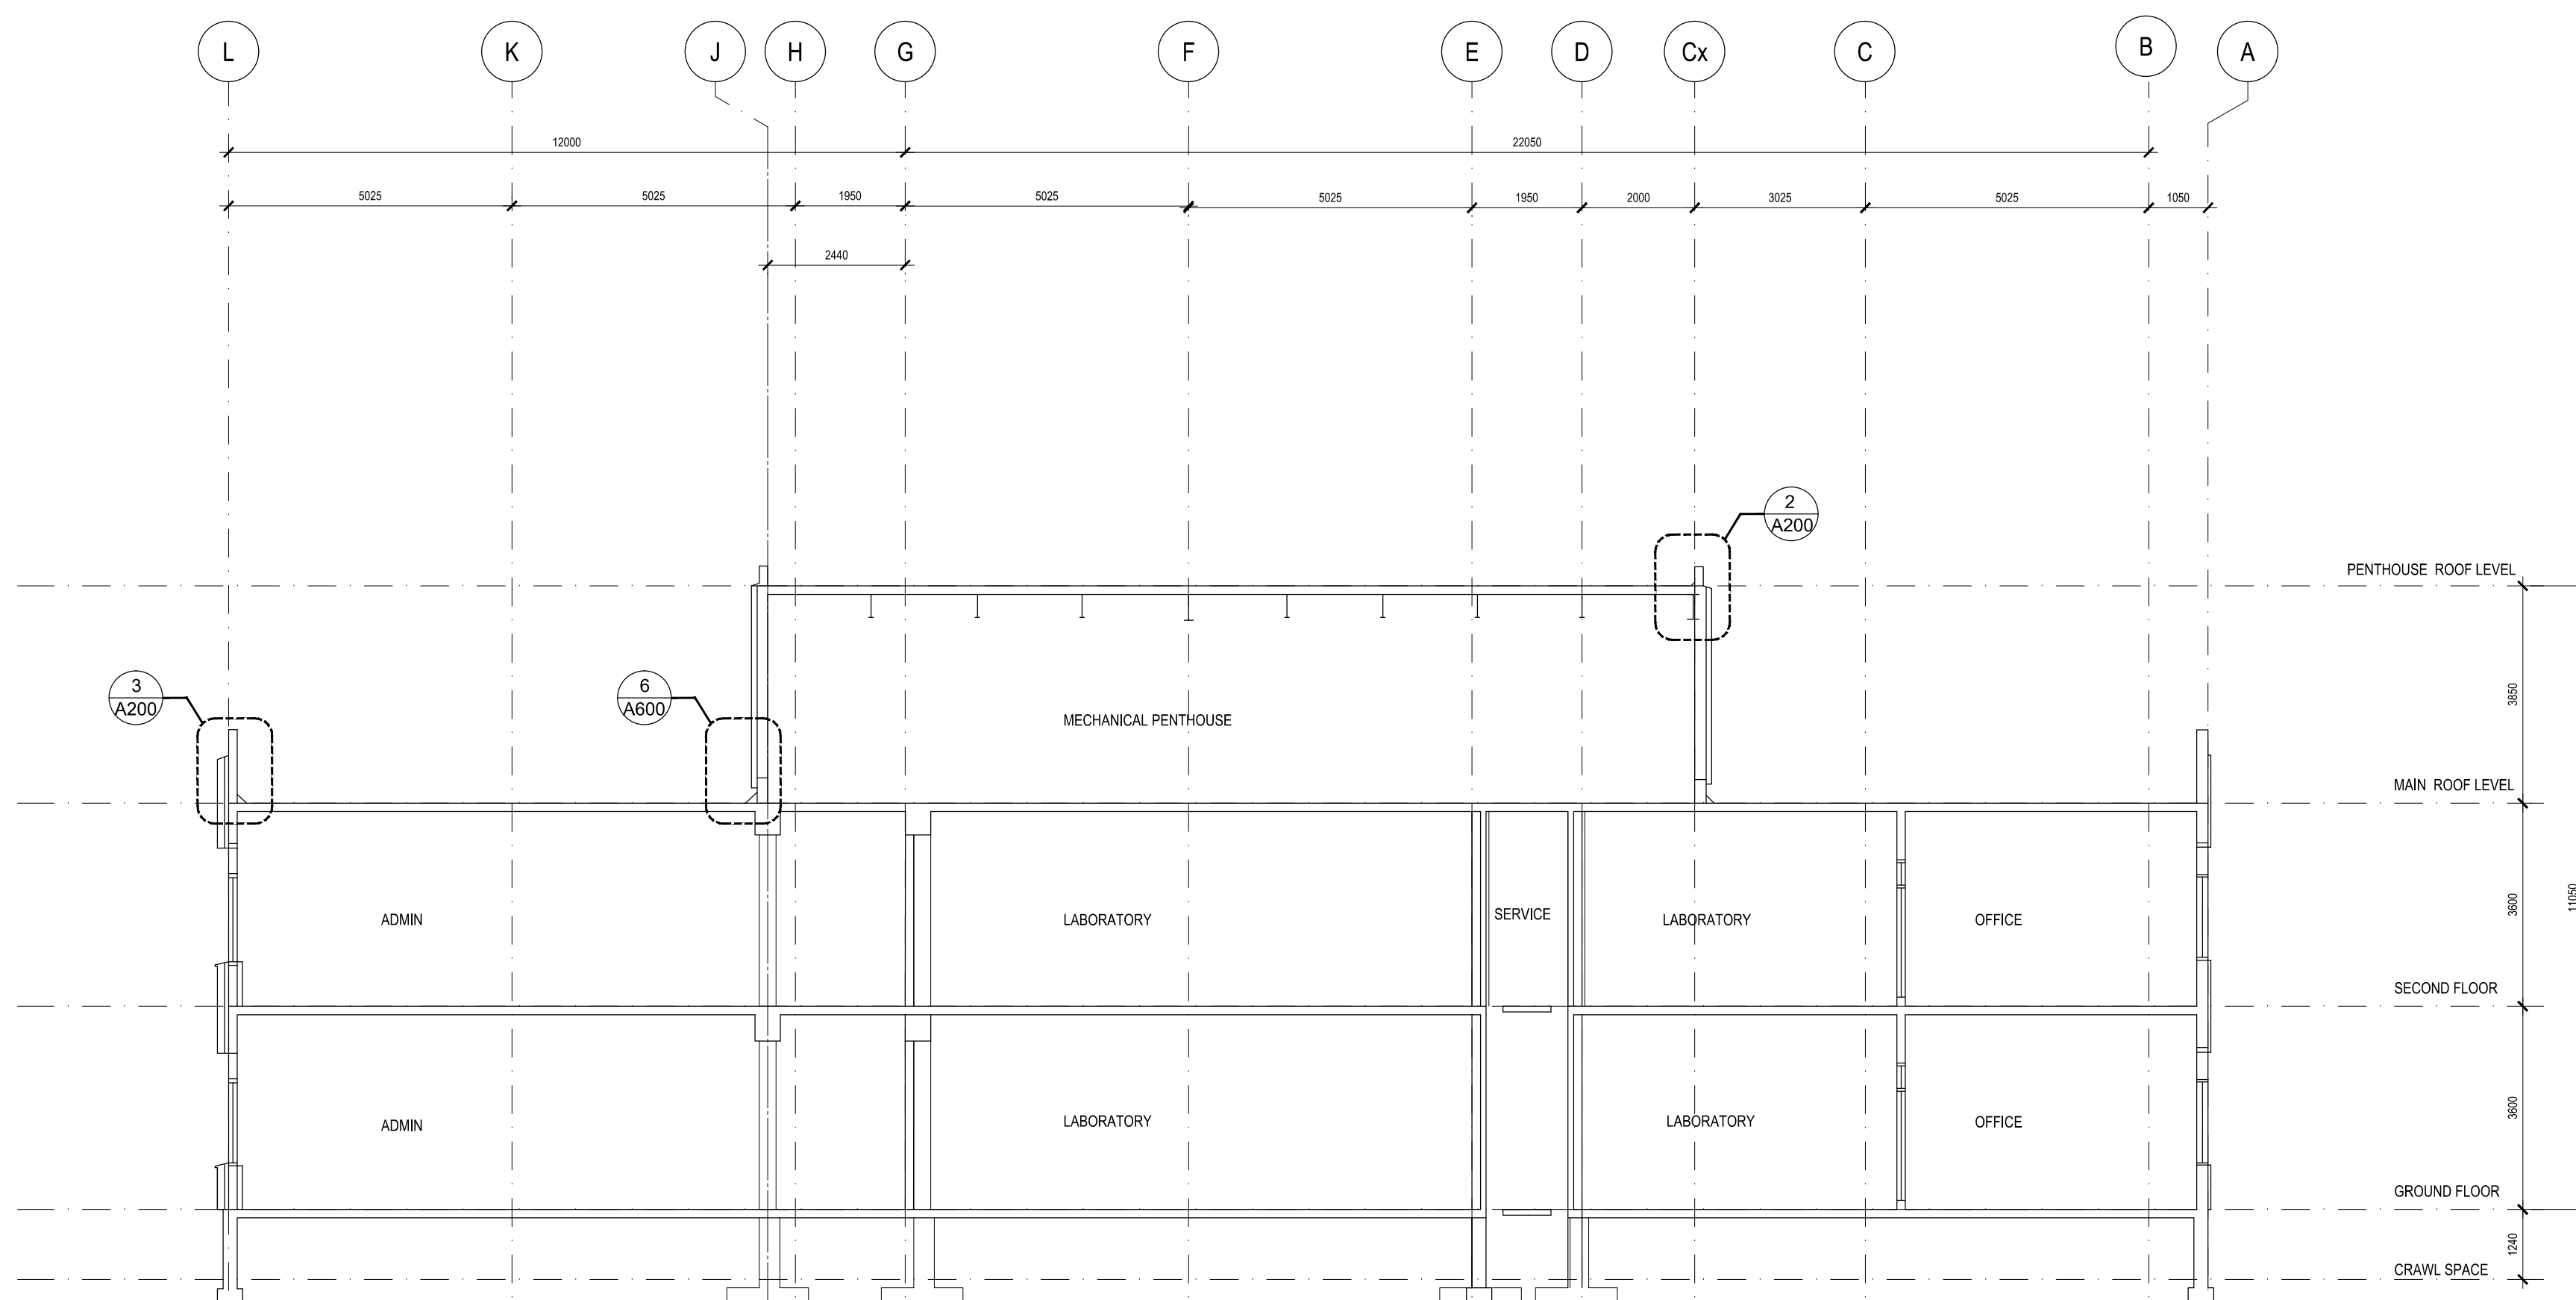 L K J H G F E D Cx C B A
12000 22050
5025 5025 1950 5025 5025 1950 2000 3025 5025 1050
2440
2
A200
PENTHOUSE ROOF LEVEL
3
A200
6
A600
MECHANICAL PENTHOUSE
3850
MAIN ROOF LEVEL
ADMIN LABORATORY SERVICE LABORATORY OFFICE
3600
11050
SECOND FLOOR
ADMIN LABORATORY LABORATORY OFFICE
3600
GROUND FLOOR
1240
CRAWL SPACE